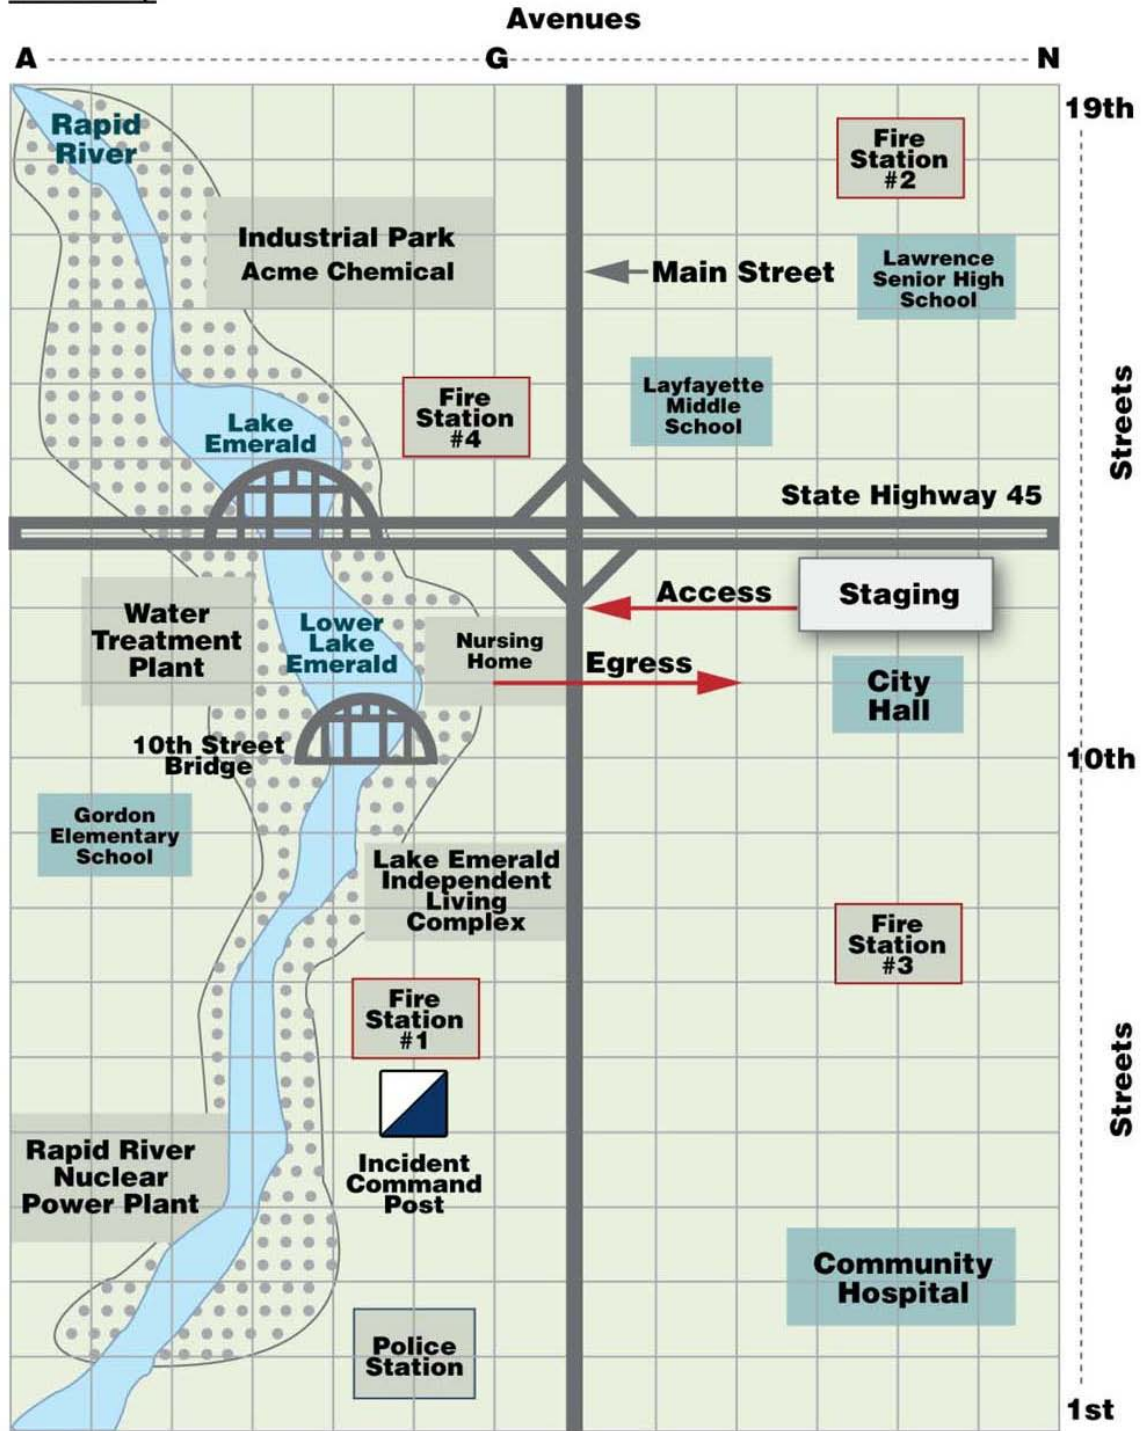 Avenues
A G N
19th
Rapid
River
Fire
Station
#2
Industrial Park
Acme Chemical
Main Street
Lawrence
Senior High
School
Layfayette
Middle
School
Streets
Fire
Station
#4
Lake
Emerald
State Highway 45
Staging
Access
Water
Treatment
Plant
Lower
Lake
Emerald
Nursing
Home
Egress
City
Hall
10th Street
Bridge
10th
Gordon
Elementary
School
Lake Emerald
Independent
Living
Complex
Fire
Station
#3
Fire
Station
#1
Streets
Rapid River
Nuclear
Power Plant
Incident
Command
Post
Community
Hospital
Police
Station
1st